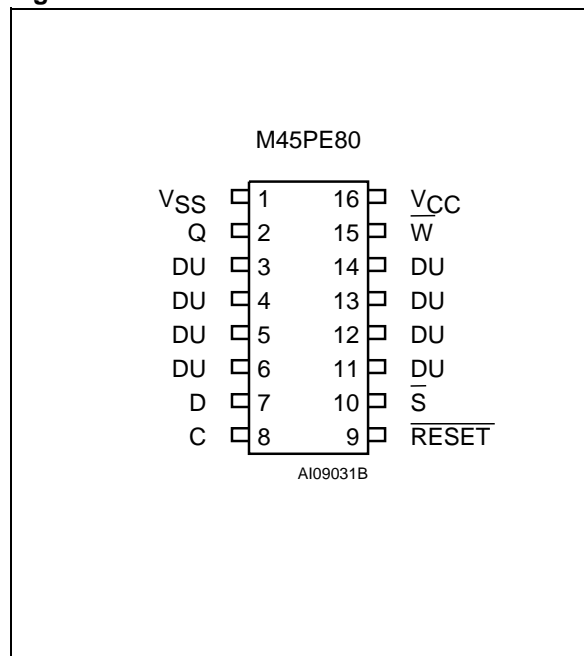 M45PE80
VSS 1 16 VCC
Q 2 15 W̅
DU 3 14 DU
DU 4 13 DU
DU 5 12 DU
DU 6 11 DU
D 7 10 S̅
C 8 9 R̅E̅S̅E̅T̅
AI09031B